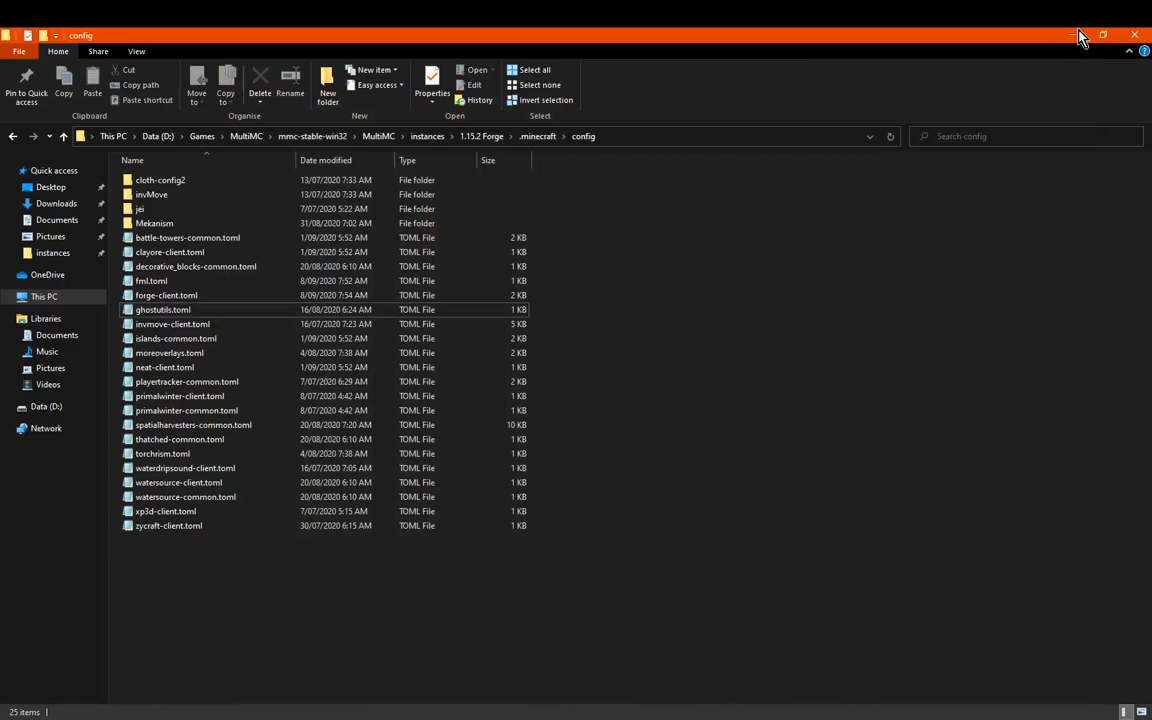 config
File Home Share View
Pin to Quick access
Copy
Paste
Cut
Copy path
Paste shortcut
Clipboard
Move to
Copy to
Delete
Rename
Organise
New folder
New item
Easy access
New
Properties
Open
Edit
History
Open
Select all
Select none
Invert selection
Select
This PC Data (D:) Games MultiMC mmc-stable-win32 MultiMC instances 1.15.2 Forge .minecraft config
Search config
Quick access
Desktop
Downloads
Documents
Pictures
instances
OneDrive
This PC
Libraries
Documents
Music
Pictures
Videos
Data (D:)
Network
Name Date modified Type Size
cloth-config2 13/07/2020 7:33 AM File folder
invMove 13/07/2020 7:33 AM File folder
jei 7/07/2020 5:22 AM File folder
Mekanism 31/08/2020 7:02 AM File folder
battle-towers-common.toml 1/09/2020 5:52 AM TOML File 2 KB
clayore-client.toml 1/09/2020 5:52 AM TOML File 1 KB
decorative_blocks-common.toml 20/08/2020 6:10 AM TOML File 1 KB
fml.toml 8/09/2020 7:52 AM TOML File 1 KB
forge-client.toml 8/09/2020 7:54 AM TOML File 2 KB
ghostutils.toml 16/08/2020 6:24 AM TOML File 1 KB
invmove-client.toml 16/07/2020 7:23 AM TOML File 5 KB
islands-common.toml 1/09/2020 5:52 AM TOML File 2 KB
moreoverlays.toml 4/08/2020 7:38 AM TOML File 2 KB
neat-client.toml 1/09/2020 5:52 AM TOML File 2 KB
playertracker-common.toml 7/07/2020 6:29 AM TOML File 2 KB
primalwinter-client.toml 8/07/2020 4:42 AM TOML File 1 KB
primalwinter-common.toml 8/07/2020 4:42 AM TOML File 1 KB
spatialharvesters-common.toml 20/08/2020 7:20 AM TOML File 10 KB
thatched-common.toml 20/08/2020 6:10 AM TOML File 1 KB
torchrism.toml 4/08/2020 7:38 AM TOML File 1 KB
waterdripsound-client.toml 16/07/2020 7:05 AM TOML File 1 KB
watersource-client.toml 20/08/2020 6:10 AM TOML File 1 KB
watersource-common.toml 20/08/2020 6:10 AM TOML File 1 KB
xp3d-client.toml 7/07/2020 5:15 AM TOML File 1 KB
zycraft-client.toml 30/07/2020 6:15 AM TOML File 1 KB
25 items